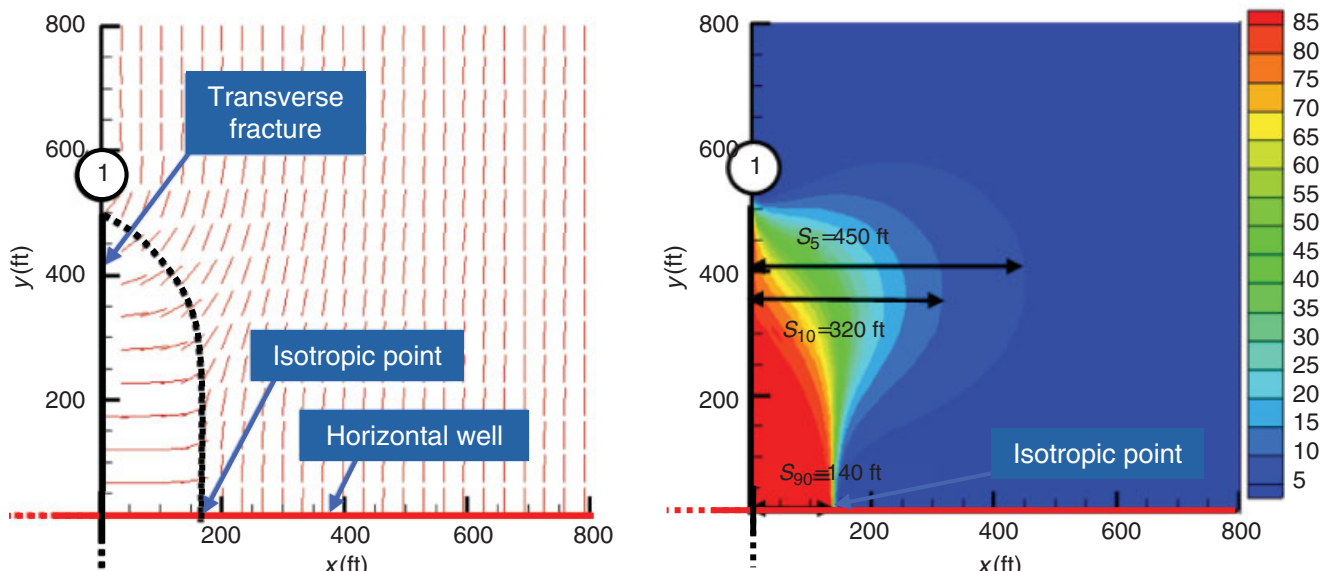 800
600
400
200
y(ft)
1
Transverse
fracture
Isotropic point
Horizontal well
200
400
600
800
x(ft)
800
600
400
200
y(ft)
1
S5=450 ft
S10=320 ft
S90=140 ft
Isotropic point
200
400
600
800
x(ft)
85
80
75
70
65
60
55
50
45
40
35
30
25
20
15
10
5